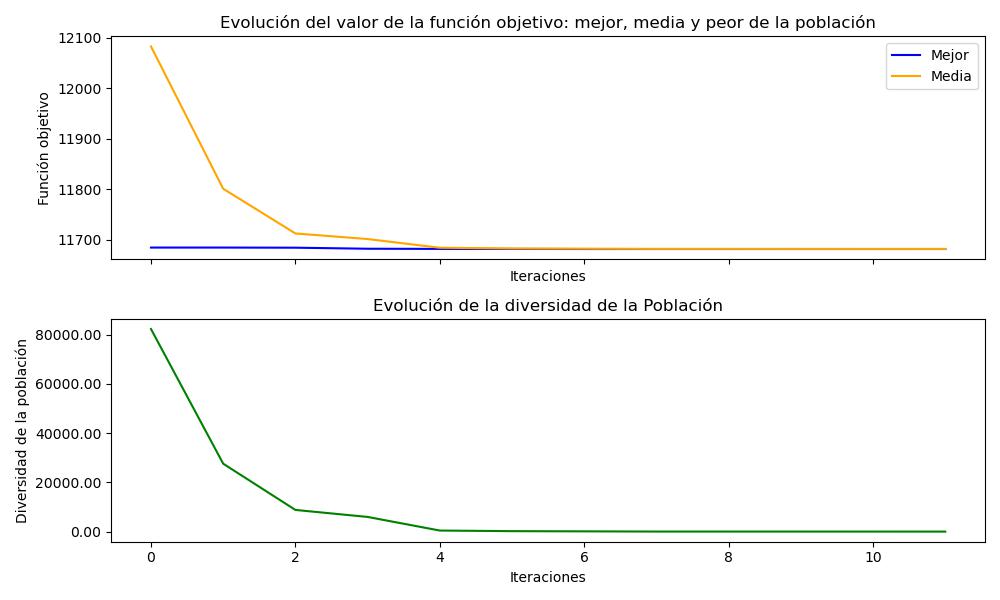 Evolución del valor de la función objetivo: mejor, media y peor de la población
12100
12000
11900
11800
11700
Función objetivo
Mejor
Media
Iteraciones
Evolución de la diversidad de la Población
80000.00
60000.00
40000.00
20000.00
0.00
Diversidad de la población
0 2 4 6 8 10
Iteraciones